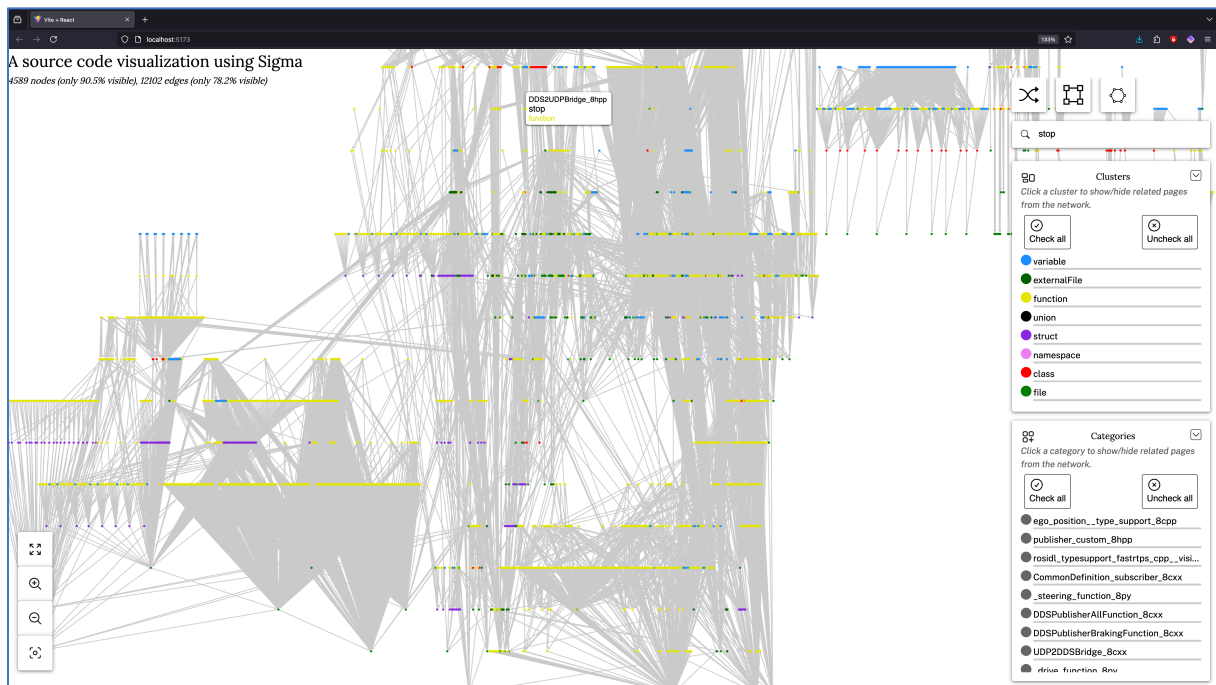 Vite + React
localhost:5173
133%
A source code visualization using Sigma
4589 nodes (only 90.5% visible), 12102 edges (only 78.2% visible)
DDS2UDPBridge_8hpp
stop
function
stop
Clusters
Click a cluster to show/hide related pages
from the network.
Check all
Uncheck all
variable
externalFile
function
union
struct
namespace
class
file
Categories
Click a category to show/hide related pages
from the network.
Check all
Uncheck all
ego_position__type_support_8cpp
publisher_custom_8hpp
rosidl_typesupport_fastrtps_cpp__visi...
CommonDefinition_subscriber_8cxx
_steering_function_8py
DDSPublisherAllFunction_8cxx
DDSPublisherBrakingFunction_8cxx
UDP2DDSBridge_8cxx
_drive_function_8py